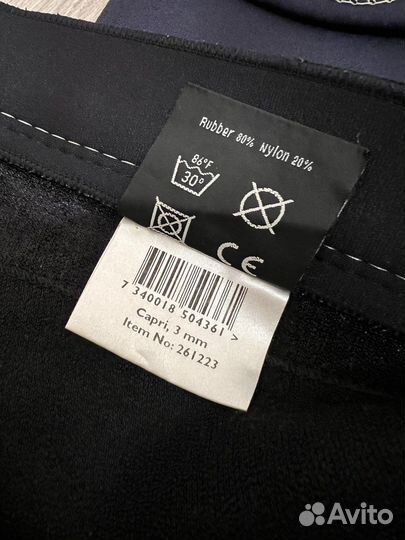 Rubber 80% Nylon 20%
86°F
30°
CE
7 340018 504361 >
Capri, 3 mm
Item No: 261223
Avito